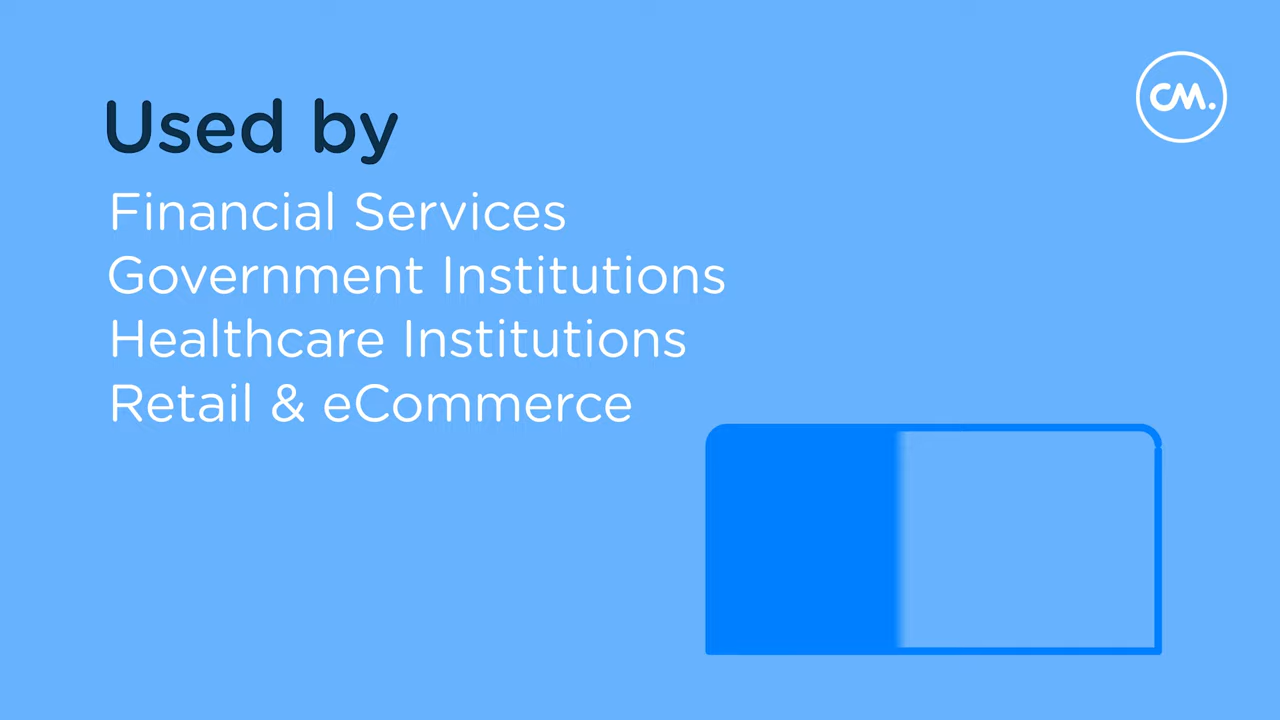 CM.
Used by
Financial Services
Government Institutions
Healthcare Institutions
Retail & eCommerce